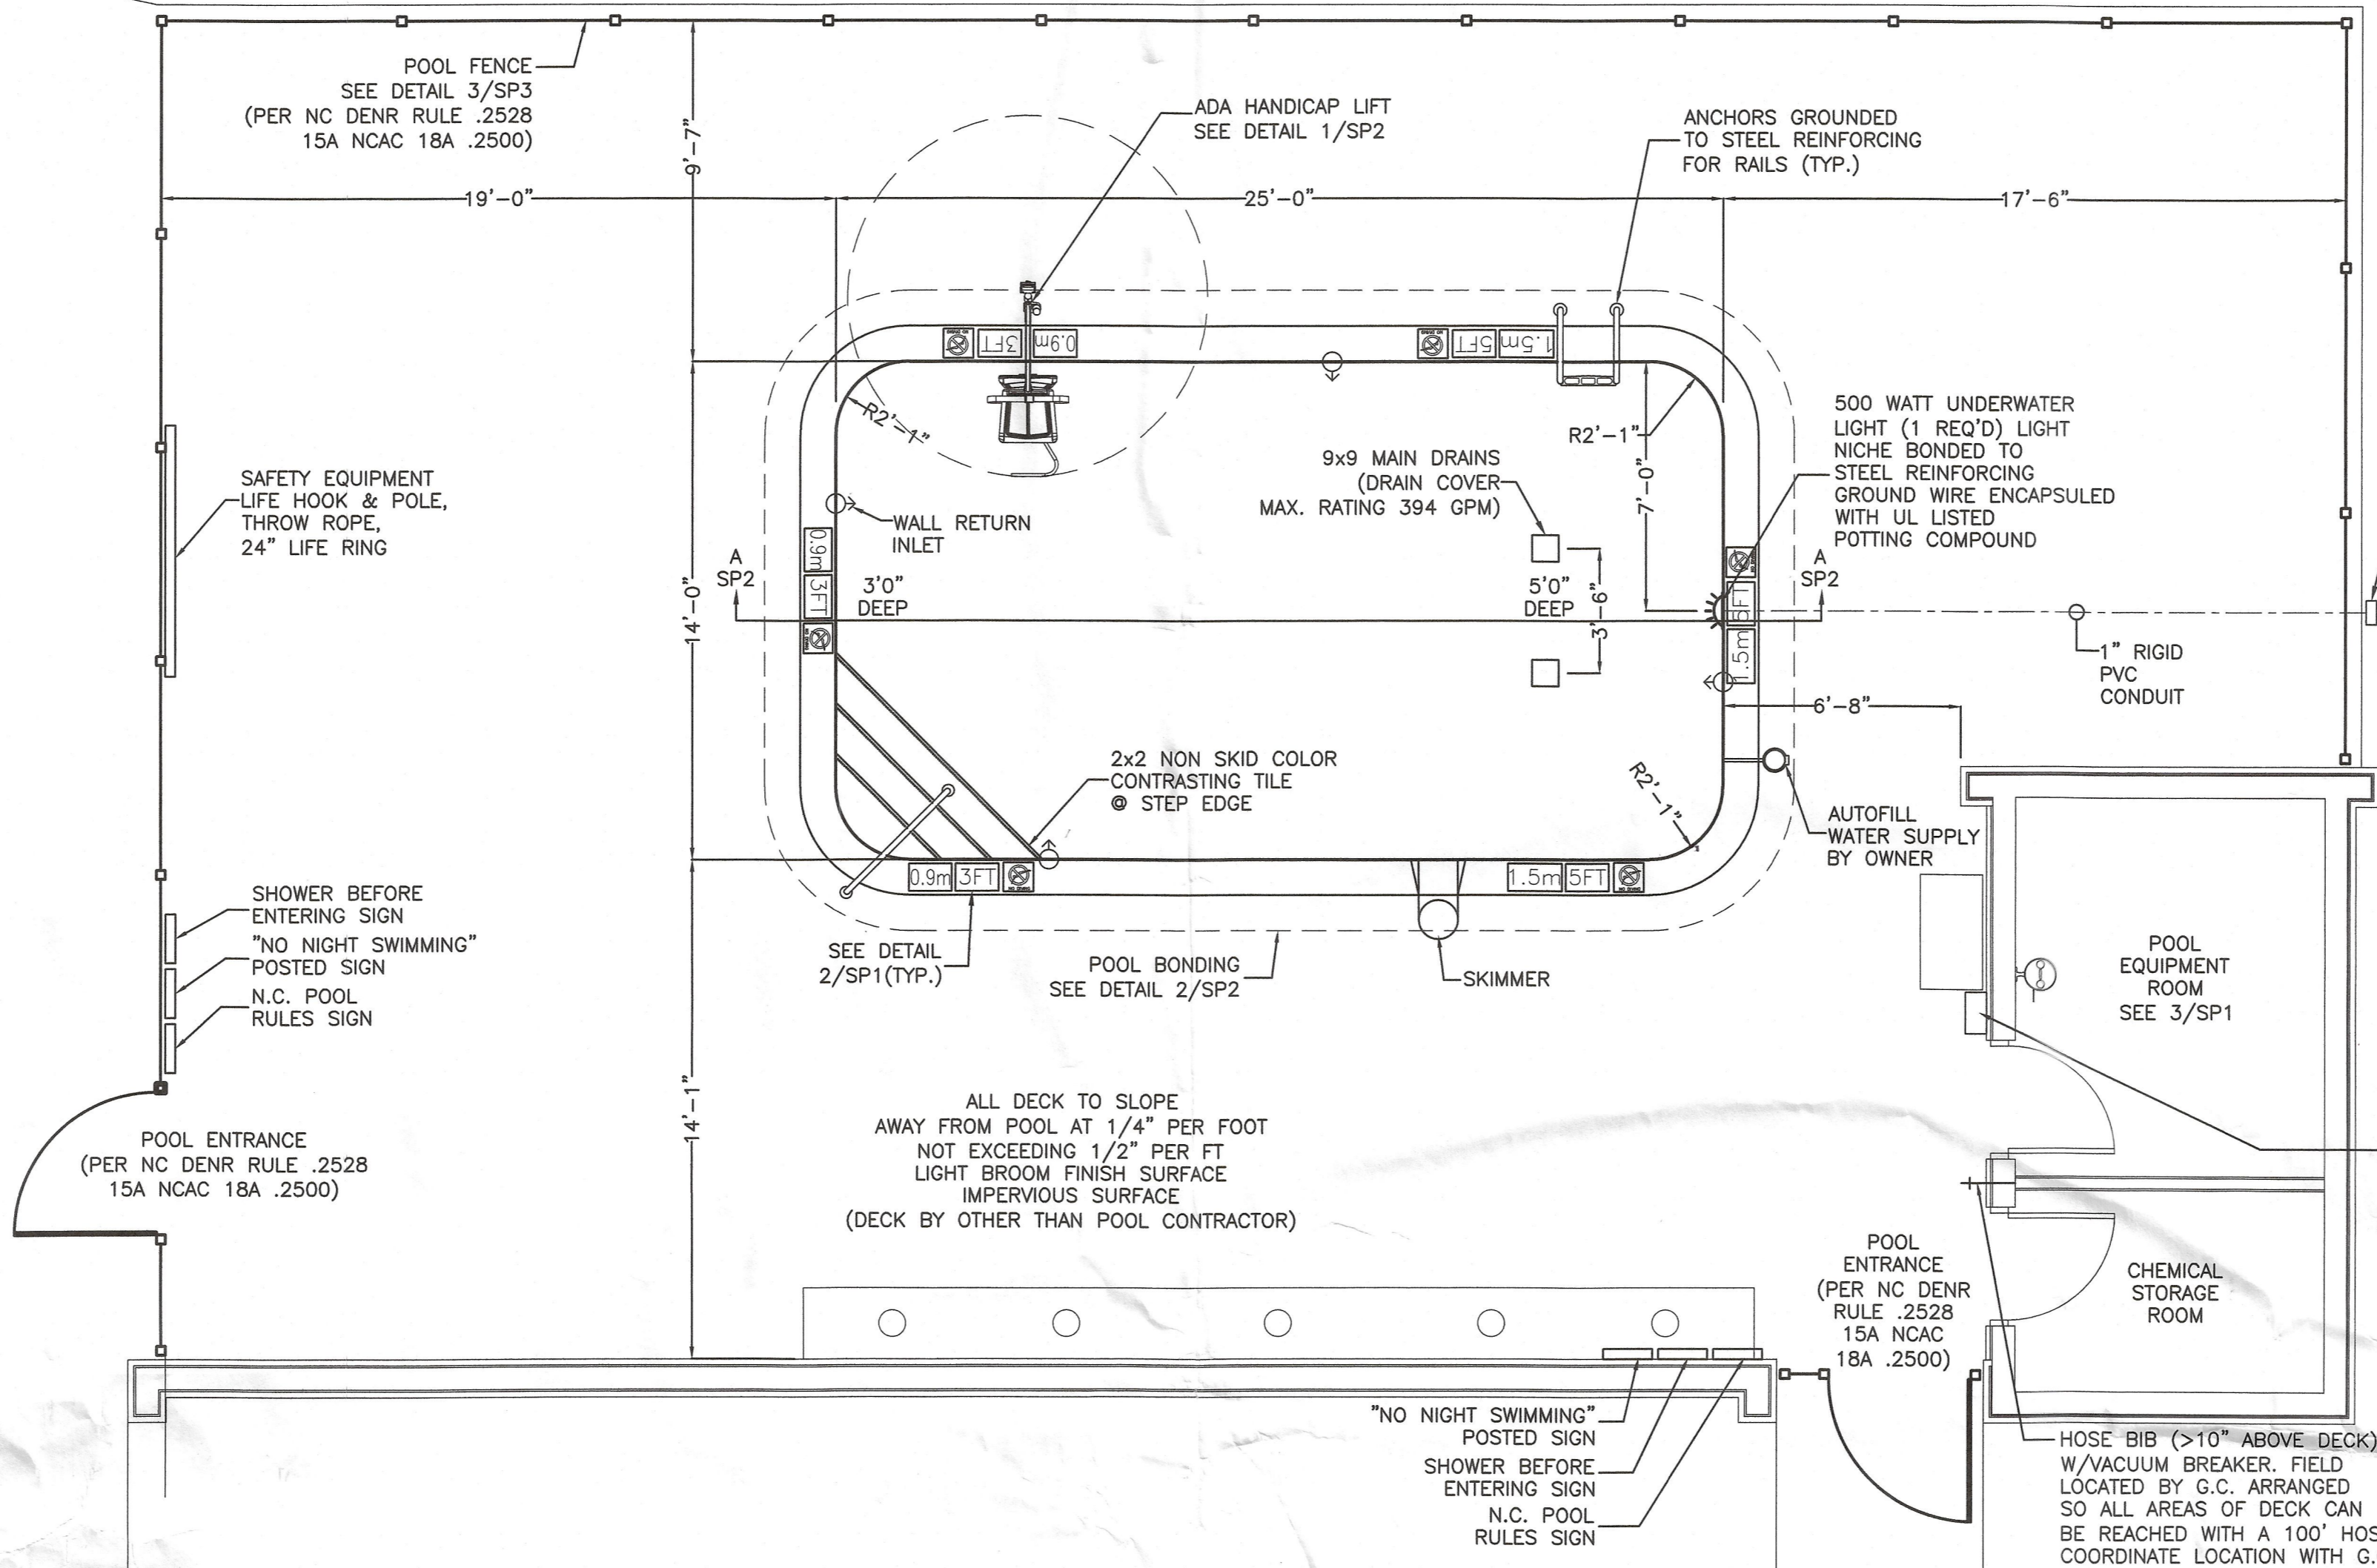 POOL FENCE
SEE DETAIL 3/SP3
(PER NC DENR RULE .2528
15A NCAC 18A .2500)
9'-7"
ADA HANDICAP LIFT
SEE DETAIL 1/SP2
ANCHORS GROUNDED
TO STEEL REINFORCING
FOR RAILS (TYP.)
19'-0"
25'-0"
17'-6"
3FT
0.9m
5FT
1.5m
R2'-1"
R2'-1"
7'-0"
9x9 MAIN DRAINS
(DRAIN COVER
MAX. RATING 394 GPM)
500 WATT UNDERWATER
LIGHT (1 REQ'D) LIGHT
NICHE BONDED TO
STEEL REINFORCING
GROUND WIRE ENCAPSULED
WITH UL LISTED
POTTING COMPOUND
SAFETY EQUIPMENT
LIFE HOOK & POLE,
THROW ROPE,
24" LIFE RING
WALL RETURN
INLET
A
SP2
0.9m
3FT
3'0"
DEEP
14'-0"
5'0"
DEEP
3'-6"
A
SP2
5FT
1.5m
1" RIGID
PVC
CONDUIT
6'-8"
2x2 NON SKID COLOR
CONTRASTING TILE
@ STEP EDGE
R2'-1"
AUTOFILL
WATER SUPPLY
BY OWNER
0.9m
3FT
NO DIVING
1.5m
5FT
NO DIVING
SHOWER BEFORE
ENTERING SIGN
"NO NIGHT SWIMMING"
POSTED SIGN
N.C. POOL
RULES SIGN
SEE DETAIL
2/SP1(TYP.)
POOL BONDING
SEE DETAIL 2/SP2
SKIMMER
POOL
EQUIPMENT
ROOM
SEE 3/SP1
14'-1"
POOL ENTRANCE
(PER NC DENR RULE .2528
15A NCAC 18A .2500)
ALL DECK TO SLOPE
AWAY FROM POOL AT 1/4" PER FOOT
NOT EXCEEDING 1/2" PER FT
LIGHT BROOM FINISH SURFACE
IMPERVIOUS SURFACE
(DECK BY OTHER THAN POOL CONTRACTOR)
POOL
ENTRANCE
(PER NC DENR
RULE .2528
15A NCAC
18A .2500)
CHEMICAL
STORAGE
ROOM
"NO NIGHT SWIMMING"
POSTED SIGN
SHOWER BEFORE
ENTERING SIGN
N.C. POOL
RULES SIGN
HOSE BIB (>10" ABOVE DECK)
W/VACUUM BREAKER. FIELD
LOCATED BY G.C. ARRANGED
SO ALL AREAS OF DECK CAN
BE REACHED WITH A 100' HOS
COORDINATE LOCATION WITH G.